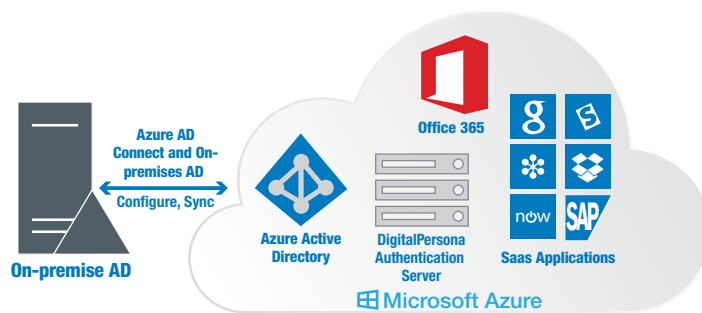 Azure AD
Connect and On-
premises AD
Configure, Sync
On-premise AD
Office 365
Azure Active
Directory
DigitalPersona
Authentication
Server
g
S
now
SAP
Saas Applications
Microsoft Azure